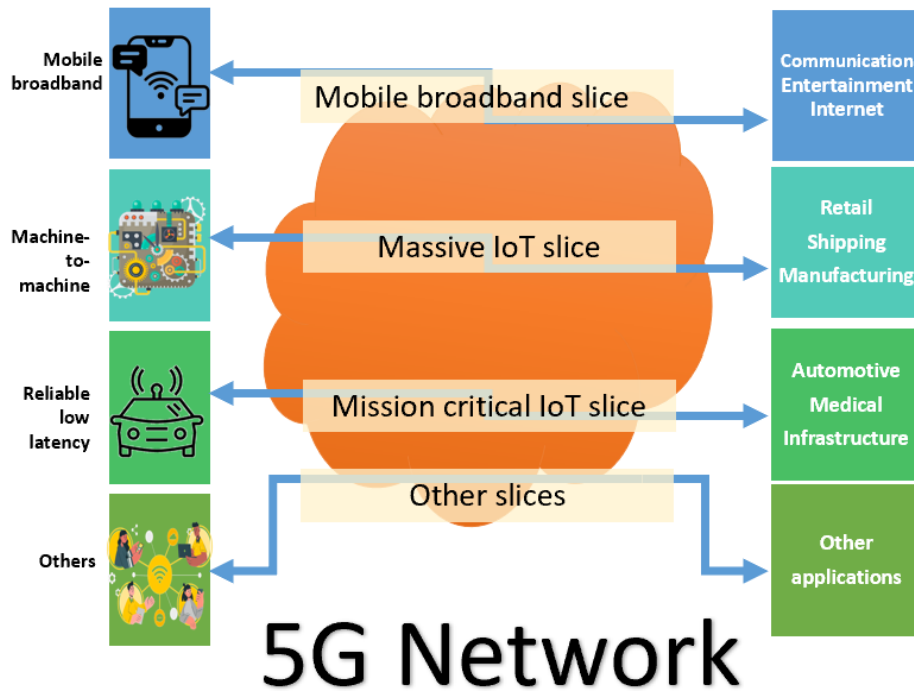 Mobile
broadband
Mobile broadband slice
Communication
Entertainment
Internet
Machine-
to-
machine
Massive IoT slice
Retail
Shipping
Manufacturing
Reliable
low
latency
Mission critical IoT slice
Automotive
Medical
Infrastructure
Others
Other slices
Other
applications
5G Network